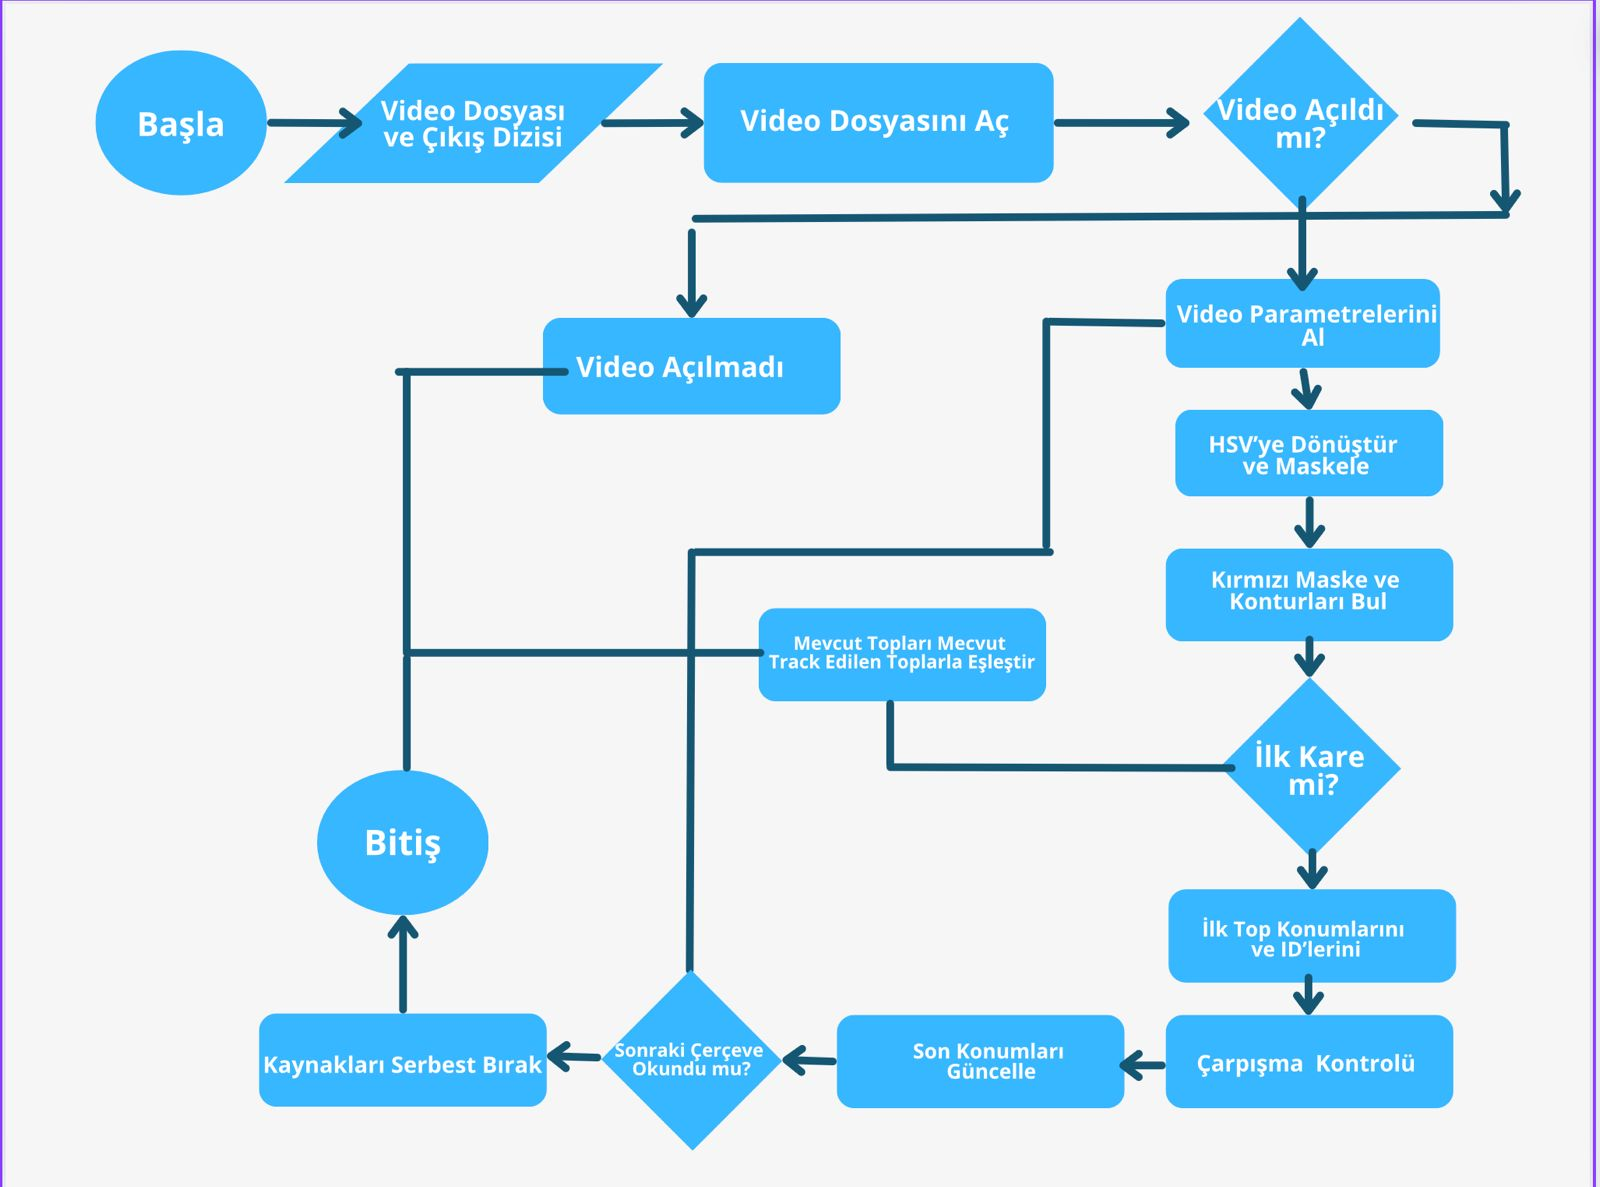 Başla
Video Dosyası
ve Çıkış Dizisi
Video Dosyasını Aç
Video Açıldı
mı?
Video Açılmadı
Video Parametrelerini
Al
HSV’ye Dönüştür
ve Maskele
Kırmızı Maske ve
Konturları Bul
Mevcut Topları Mecvut
Track Edilen Toplarla Eşleştir
İlk Kare
mi?
Bitiş
İlk Top Konumlarını
ve ID’lerini
Kaynakları Serbest Bırak
Sonraki Çerçeve
Okundu mu?
Son Konumları
Güncelle
Çarpışma Kontrolü